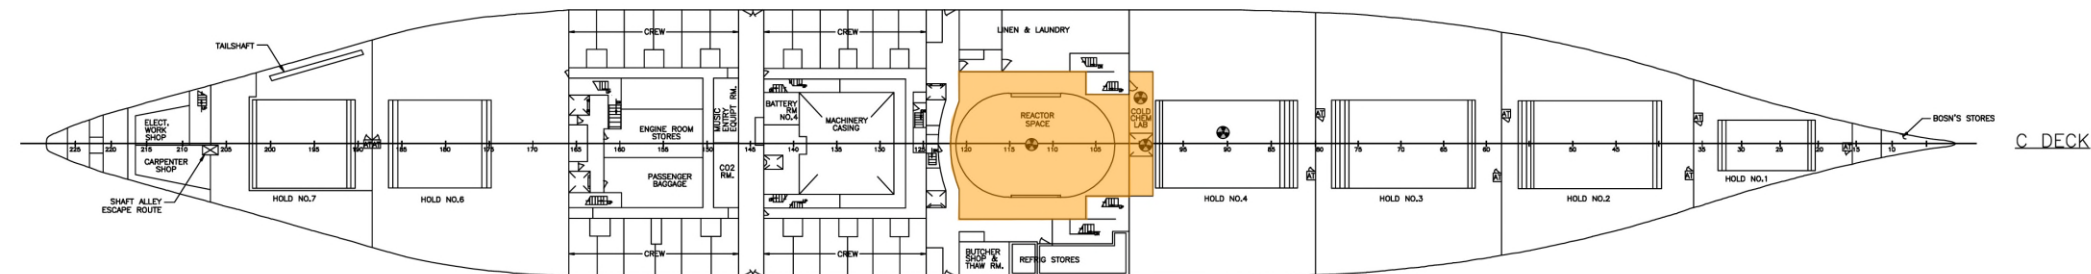 TAILSHAFT
CREW
CREW
LINEN & LAUNDRY
MUSIC
ENTRY
EQUIPT RM.
BATTERY
RM
NO.4
COLD
CHEM
LAB
ELECT.
WORK
SHOP
ENGINE ROOM
STORES
MACHINERY
CASING
REACTOR
SPACE
BOSN'S STORES
C DECK
225
220
215
210
205
200
195
190
165
170
160
155
150
145
140
135
130
125
120
115
110
105
95
90
85
80
75
70
65
60
50
45
40
35
30
25
20
15
10
5
CARPENTER
SHOP
PASSENGER
BAGGAGE
CO2
RM.
SHAFT ALLEY
ESCAPE ROUTE
HOLD NO.7
HOLD NO.6
HOLD NO.4
HOLD NO.3
HOLD NO.2
HOLD NO.1
CREW
CREW
BUTCHER
SHOP &
THAW RM.
REFRIG STORES